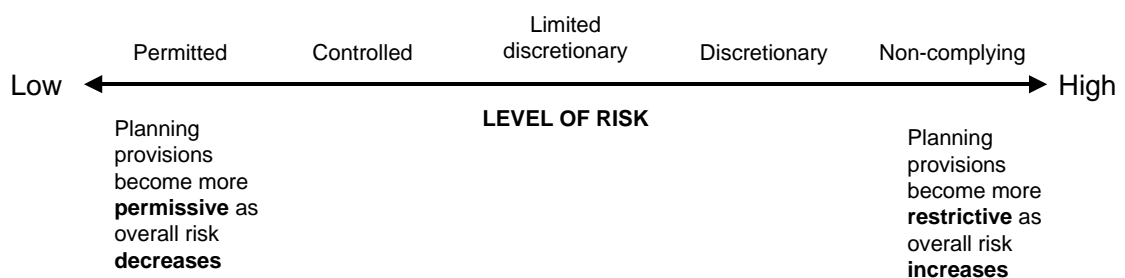 Limited
discretionary
Permitted
Controlled
Discretionary
Non-complying
Low
High
LEVEL OF RISK
Planning
provisions
become more
permissive as
overall risk
decreases
Planning
provisions
become more
restrictive as
overall risk
increases